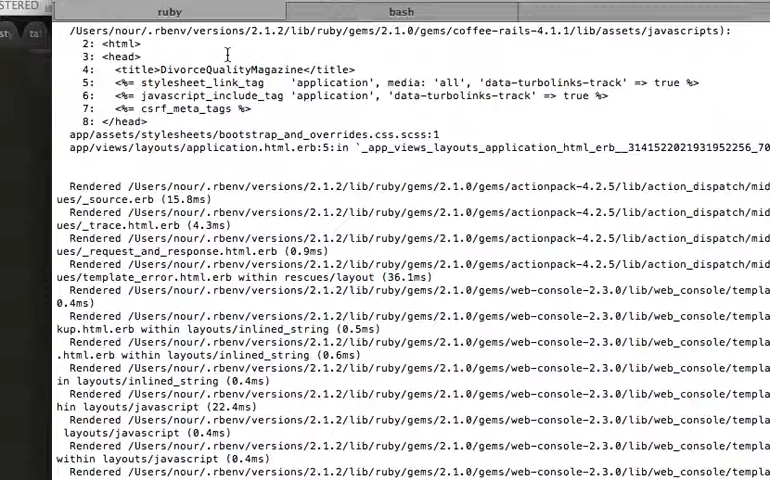 STERED
ruby
bash
sty
ta
/Users/nour/.rbenv/versions/2.1.2/lib/ruby/gems/2.1.0/gems/coffee-rails-4.1.1/lib/assets/javascripts):
2: <html>
3: <head>
4:   <title>DivorceQualityMagazine</title>
5:   <%= stylesheet_link_tag    'application', media: 'all', 'data-turbolinks-track' => true %>
6:   <%= javascript_include_tag 'application', 'data-turbolinks-track' => true %>
7:   <%= csrf_meta_tags %>
8: </head>
app/assets/stylesheets/bootstrap_and_overrides.css.scss:1
app/views/layouts/application.html.erb:5:in `_app_views_layouts_application_html_erb__3141522021931952256_70
Rendered /Users/nour/.rbenv/versions/2.1.2/lib/ruby/gems/2.1.0/gems/actionpack-4.2.5/lib/action_dispatch/mid
ues/_source.erb (15.8ms)
Rendered /Users/nour/.rbenv/versions/2.1.2/lib/ruby/gems/2.1.0/gems/actionpack-4.2.5/lib/action_dispatch/mid
ues/_trace.html.erb (4.3ms)
Rendered /Users/nour/.rbenv/versions/2.1.2/lib/ruby/gems/2.1.0/gems/actionpack-4.2.5/lib/action_dispatch/mid
ues/_request_and_response.html.erb (0.9ms)
Rendered /Users/nour/.rbenv/versions/2.1.2/lib/ruby/gems/2.1.0/gems/actionpack-4.2.5/lib/action_dispatch/mid
ues/template_error.html.erb within rescues/layout (36.1ms)
Rendered /Users/nour/.rbenv/versions/2.1.2/lib/ruby/gems/2.1.0/gems/web-console-2.3.0/lib/web_console/templa
0.4ms)
Rendered /Users/nour/.rbenv/versions/2.1.2/lib/ruby/gems/2.1.0/gems/web-console-2.3.0/lib/web_console/templa
kup.html.erb within layouts/inlined_string (0.5ms)
Rendered /Users/nour/.rbenv/versions/2.1.2/lib/ruby/gems/2.1.0/gems/web-console-2.3.0/lib/web_console/templa
.html.erb within layouts/inlined_string (0.6ms)
Rendered /Users/nour/.rbenv/versions/2.1.2/lib/ruby/gems/2.1.0/gems/web-console-2.3.0/lib/web_console/templa
in layouts/inlined_string (0.4ms)
Rendered /Users/nour/.rbenv/versions/2.1.2/lib/ruby/gems/2.1.0/gems/web-console-2.3.0/lib/web_console/templa
hin layouts/javascript (22.4ms)
Rendered /Users/nour/.rbenv/versions/2.1.2/lib/ruby/gems/2.1.0/gems/web-console-2.3.0/lib/web_console/templa
layouts/javascript (0.4ms)
Rendered /Users/nour/.rbenv/versions/2.1.2/lib/ruby/gems/2.1.0/gems/web-console-2.3.0/lib/web_console/templa
within layouts/javascript (0.4ms)
Rendered /Users/nour/.rbenv/versions/2.1.2/lib/ruby/gems/2.1.0/gems/web-console-2.3.0/lib/web_console/templa